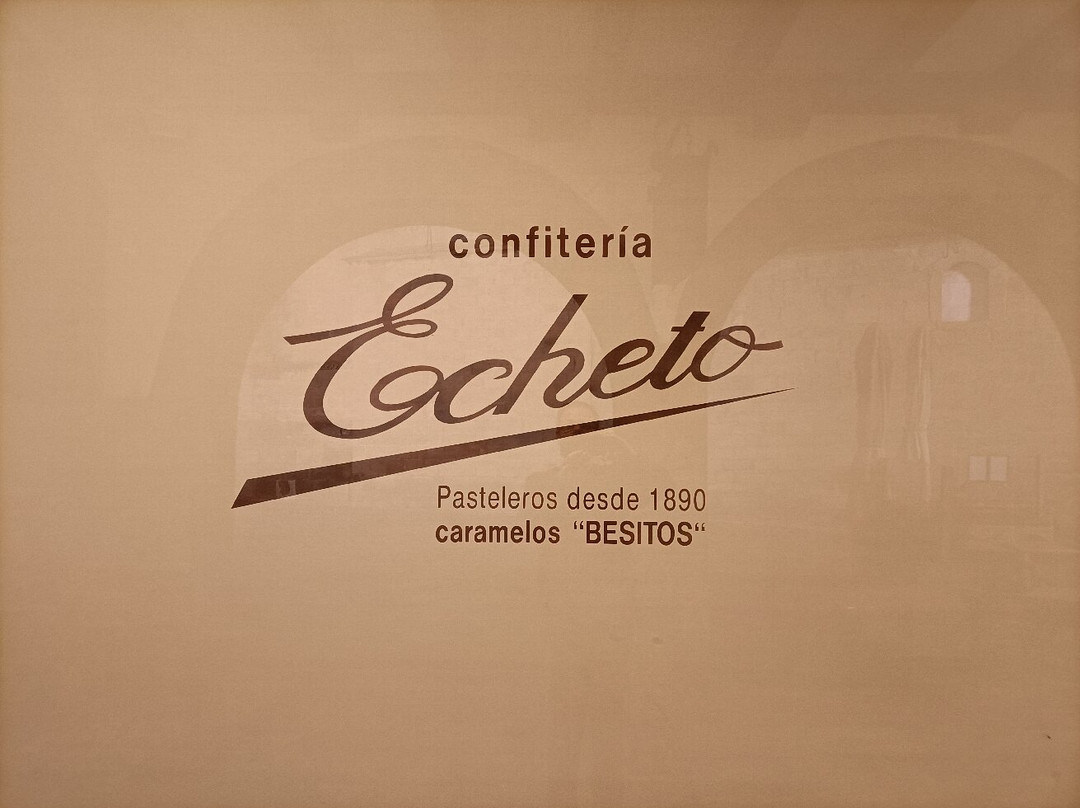 confitería
Echeto
Pasteleros desde 1890
caramelos “BESITOS“